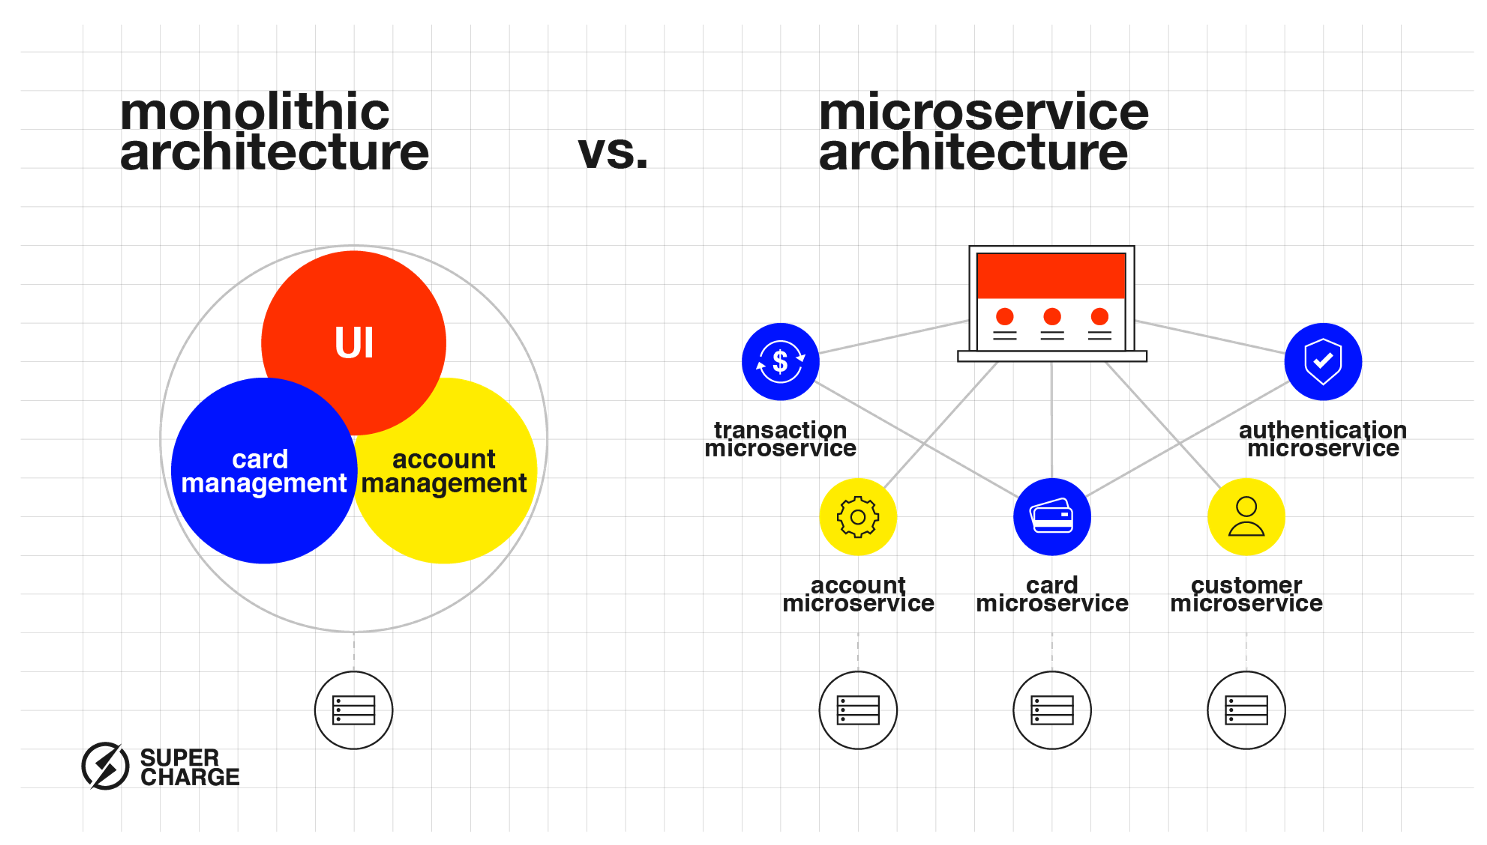 monolithic
architecture
vs.
microservice
architecture
UI
card
management
account
management
$
transaction
microservice
authentication
microservice
account
microservice
card
microservice
customer
microservice
SUPER
CHARGE